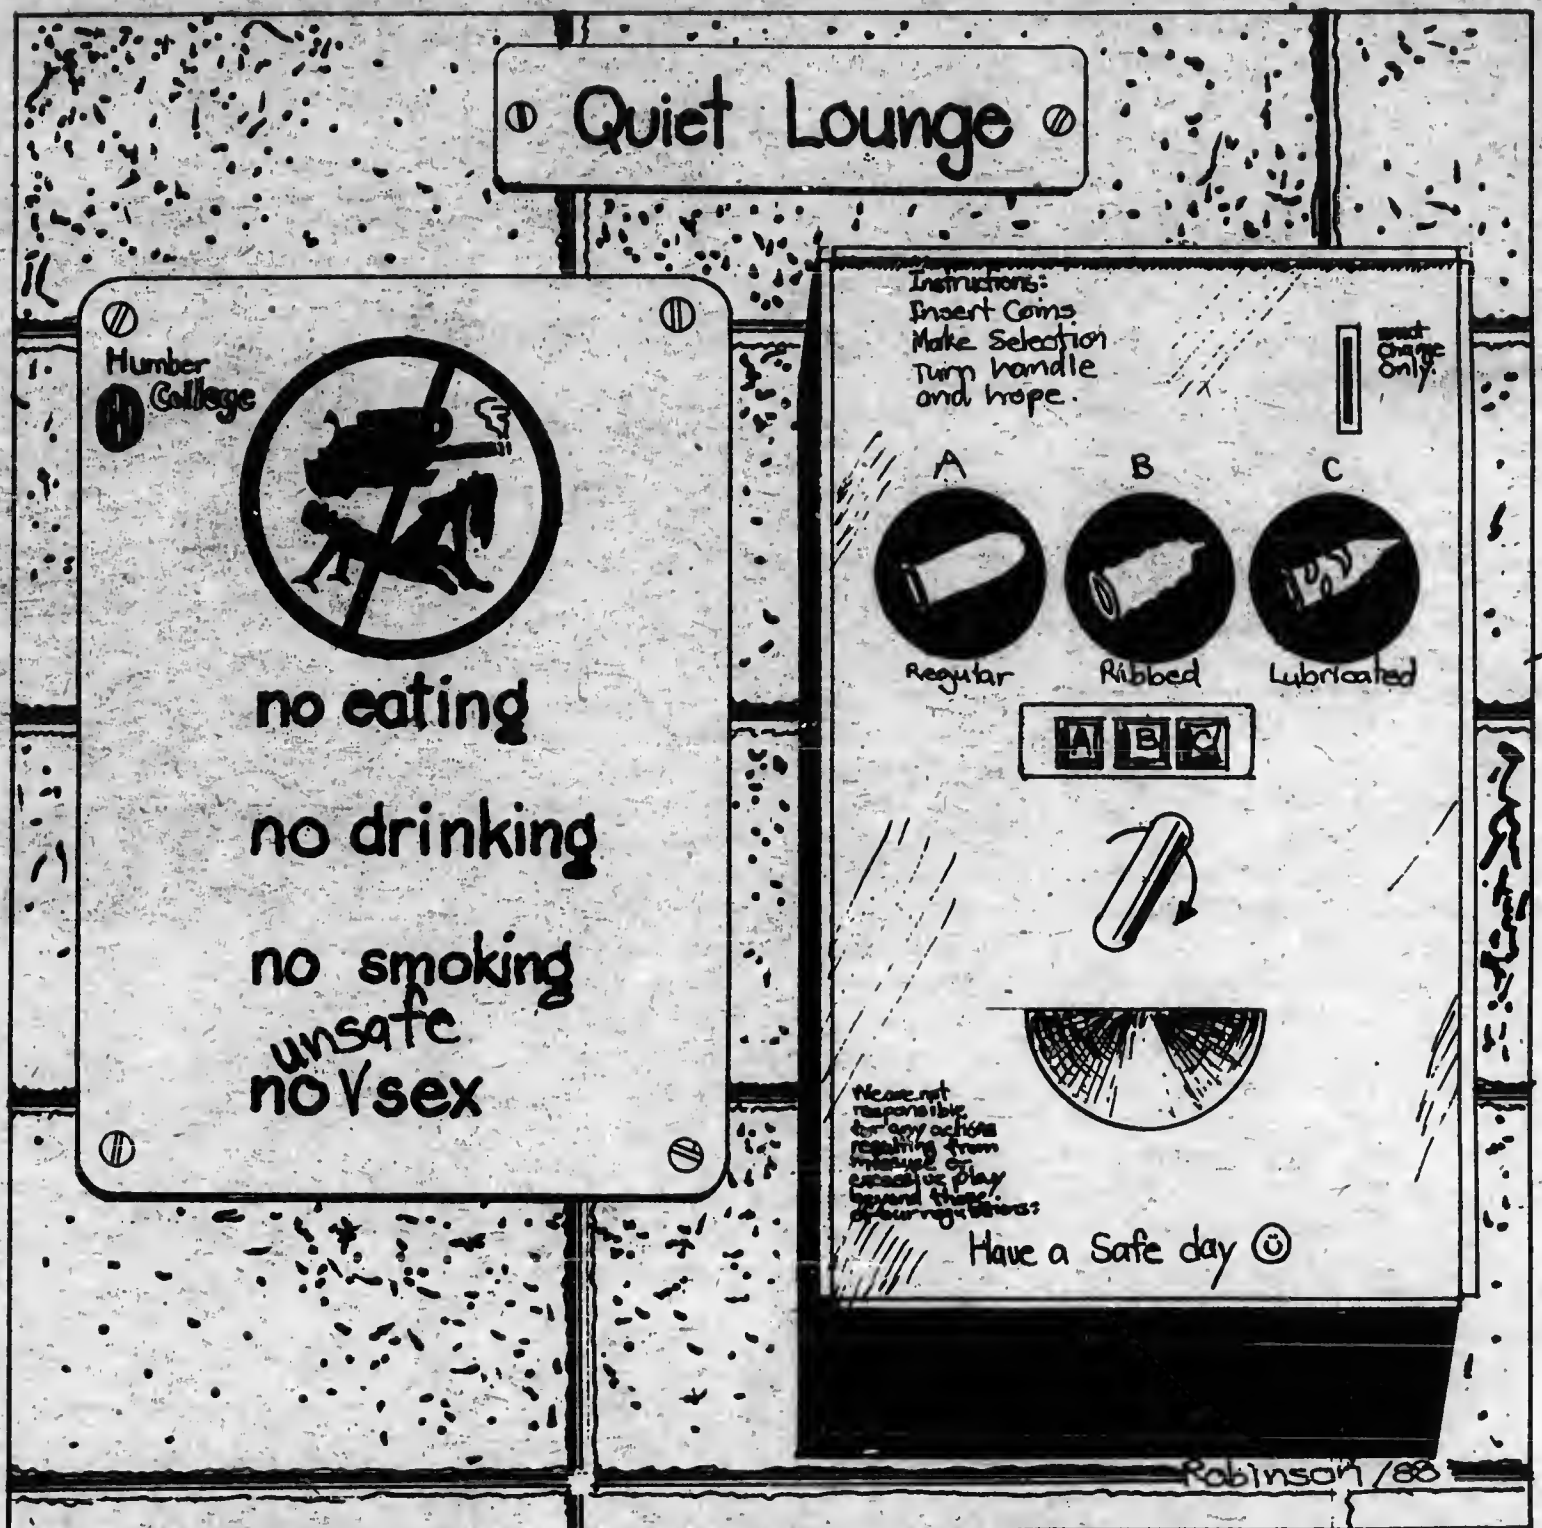 Quiet Lounge
Humber
College
no eating
no drinking
no smoking
unsafe
no √ sex
Instructions:
Insert Coins
Make Selection
Turn handle
and hope.
exact
change
only.
A B C
Regular Ribbed Lubricated
A B C
We are not
responsible
for any actions
resulting from
misuse or
excessive play
beyond those
of our regulations:
Have a Safe day
Robinson /88